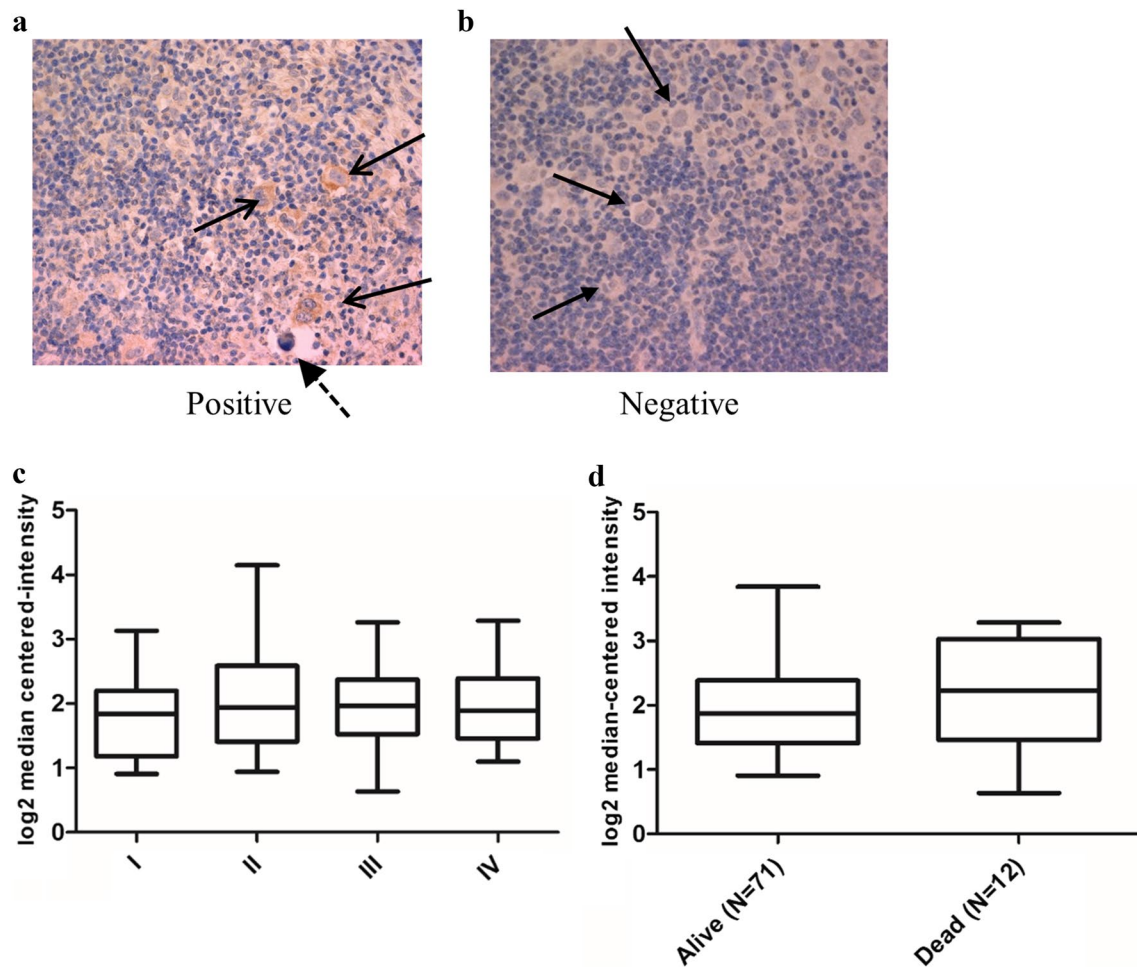 a
b
Positive
Negative
c
d
log2 median centered-intensity
5
4
3
2
1
0
I
II
III
IV
log2 median-centered intensity
5
4
3
2
1
0
Alive (N=71)
Dead (N=12)